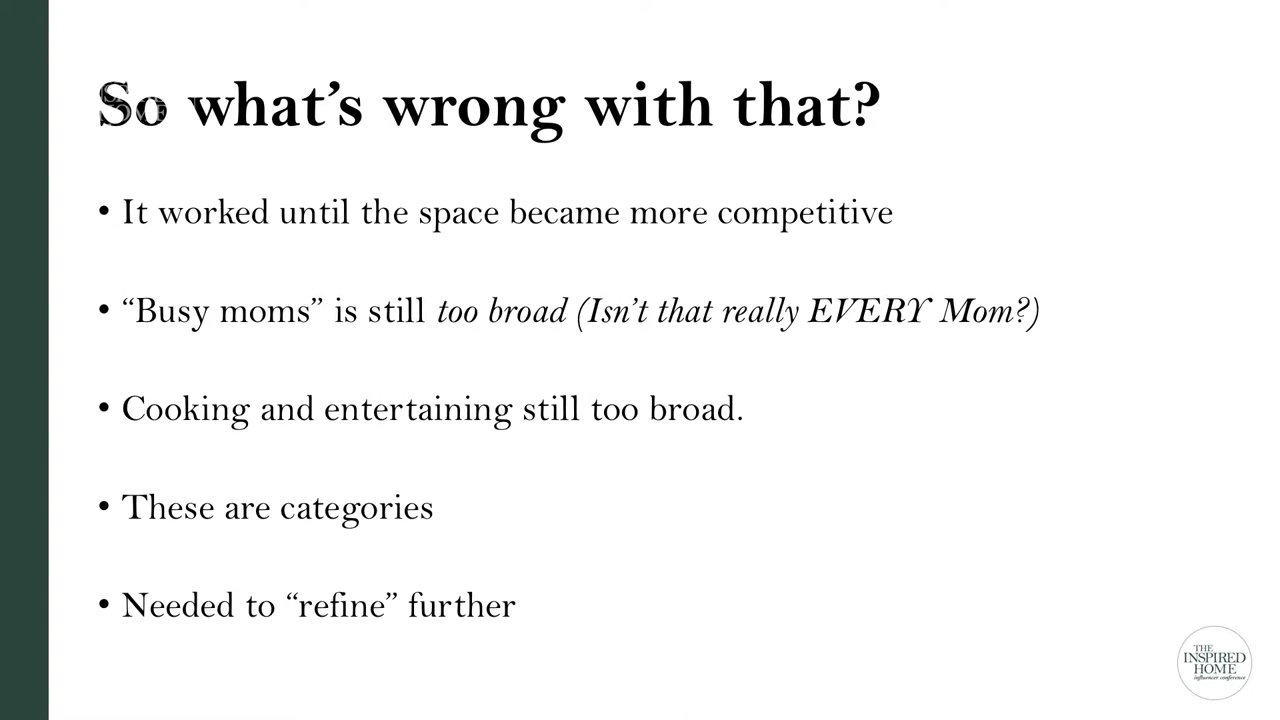 So what’s wrong with that?
• It worked until the space became more competitive
• “Busy moms” is still too broad (Isn’t that really EVERY Mom?)
• Cooking and entertaining still too broad.
• These are categories
• Needed to “refine” further
THE
INSPIRED
HOME
influencer conference